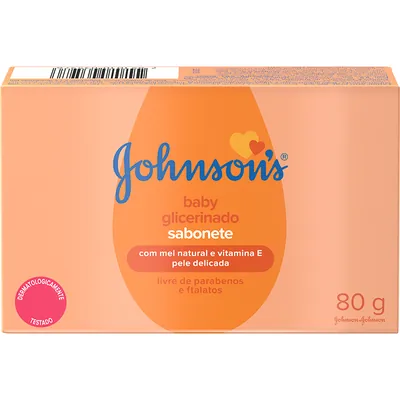 Johnson's®
baby
glicerinado
sabonete
com mel natural e vitamina E
pele delicada
livre de parabenos
e ftalatos
DERMATOLOGICAMENTE
TESTADO
80 g
Johnson & Johnson